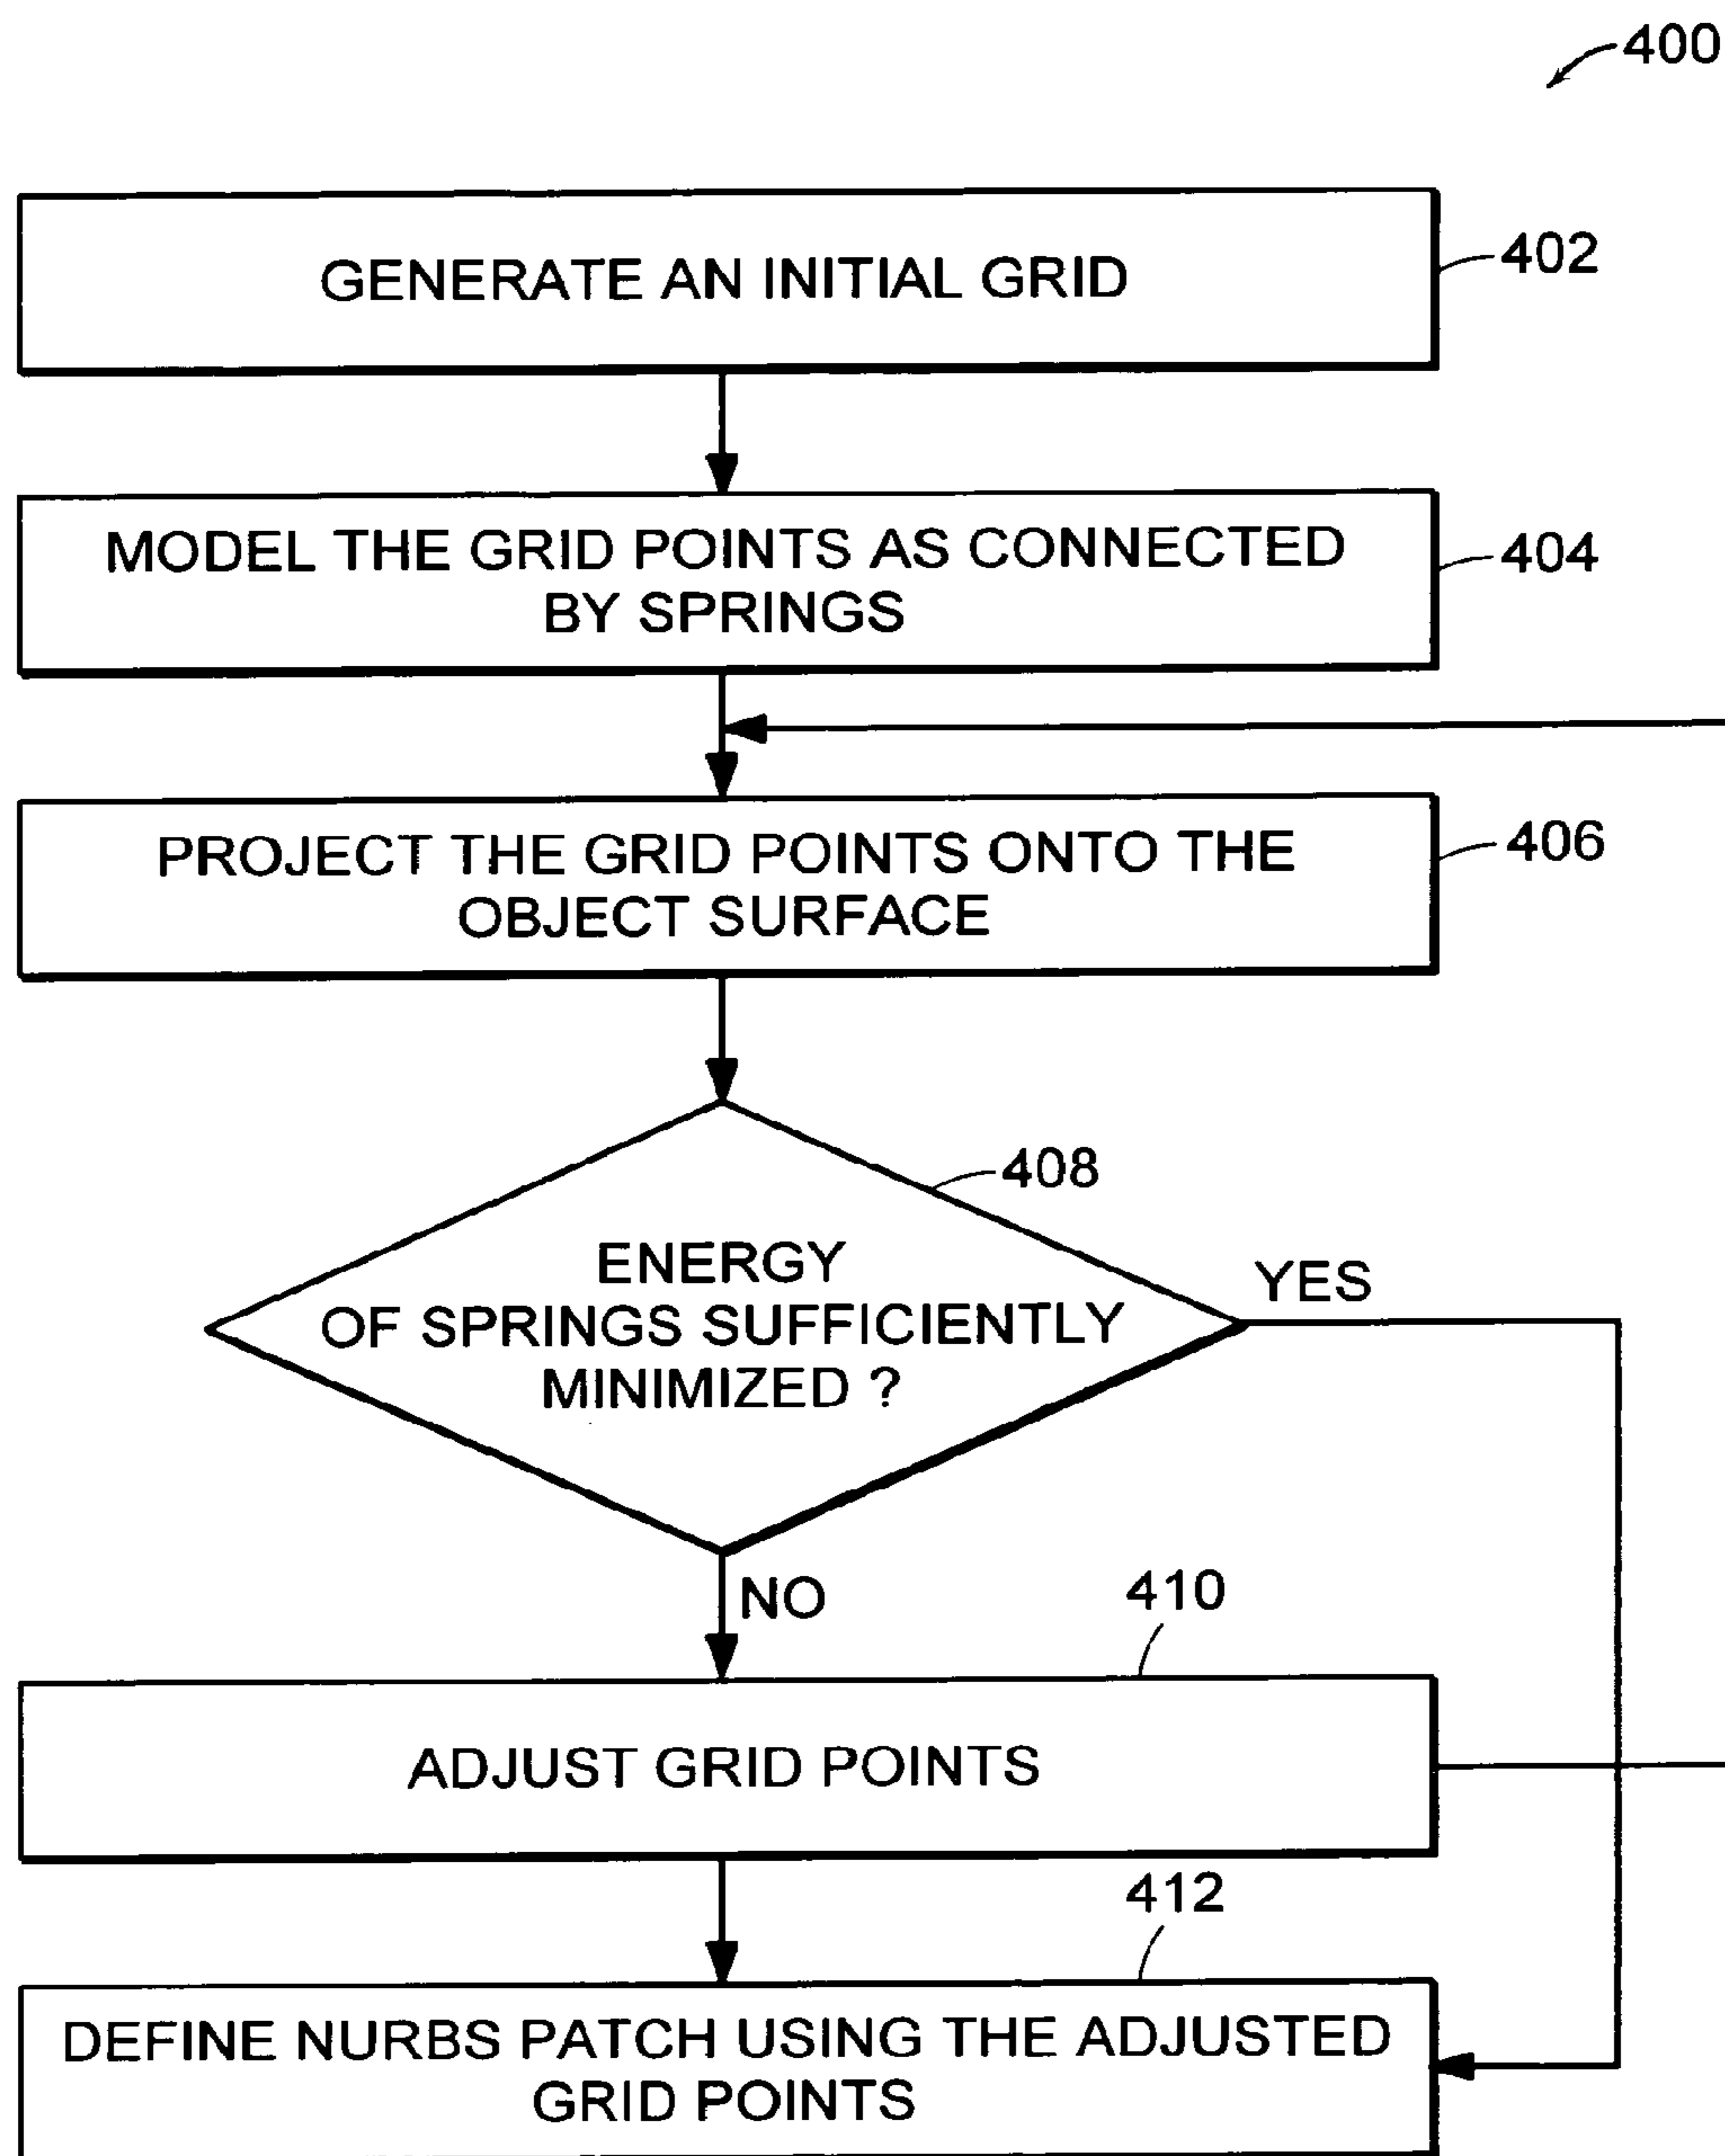 400
GENERATE AN INITIAL GRID
402
MODEL THE GRID POINTS AS CONNECTED
BY SPRINGS
404
PROJECT THE GRID POINTS ONTO THE
OBJECT SURFACE
406
408
ENERGY
OF SPRINGS SUFFICIENTLY
MINIMIZED ?
YES
NO
410
ADJUST GRID POINTS
412
DEFINE NURBS PATCH USING THE ADJUSTED
GRID POINTS